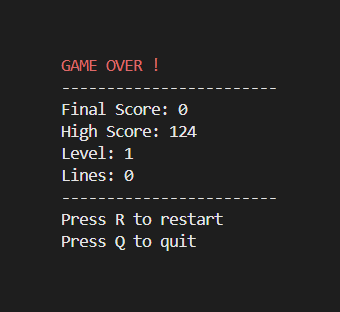 GAME OVER !
------------------------
Final Score: 0
High Score: 124
Level: 1
Lines: 0
------------------------
Press R to restart
Press Q to quit